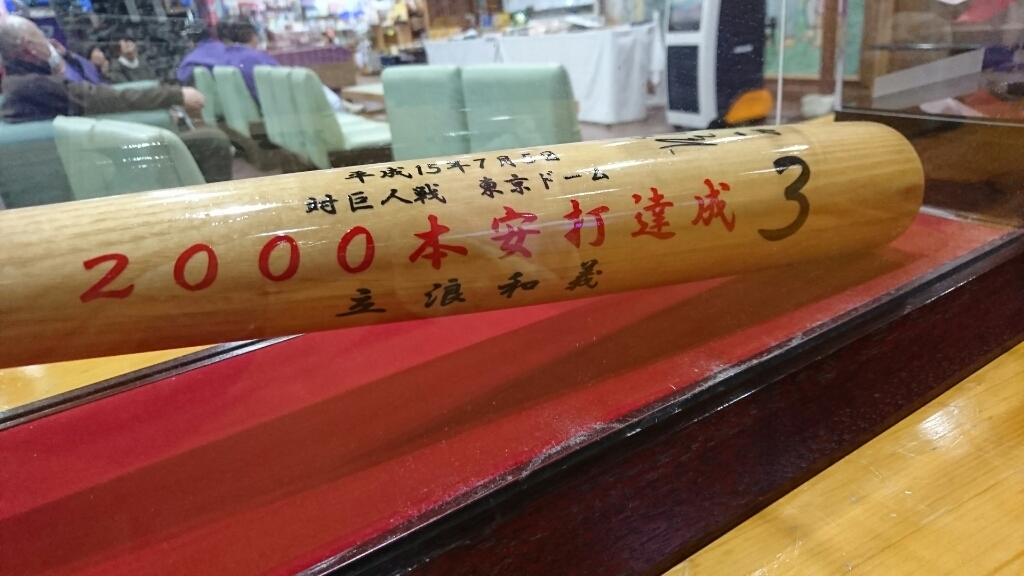 平成15年7月5日
対巨人戦 東京ドーム
2000本安打達成 3
立浪和義